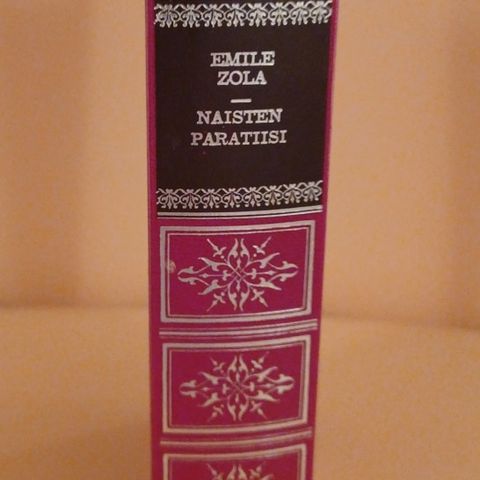 EMILE
ZOLA
—
NAISTEN
PARATIISI